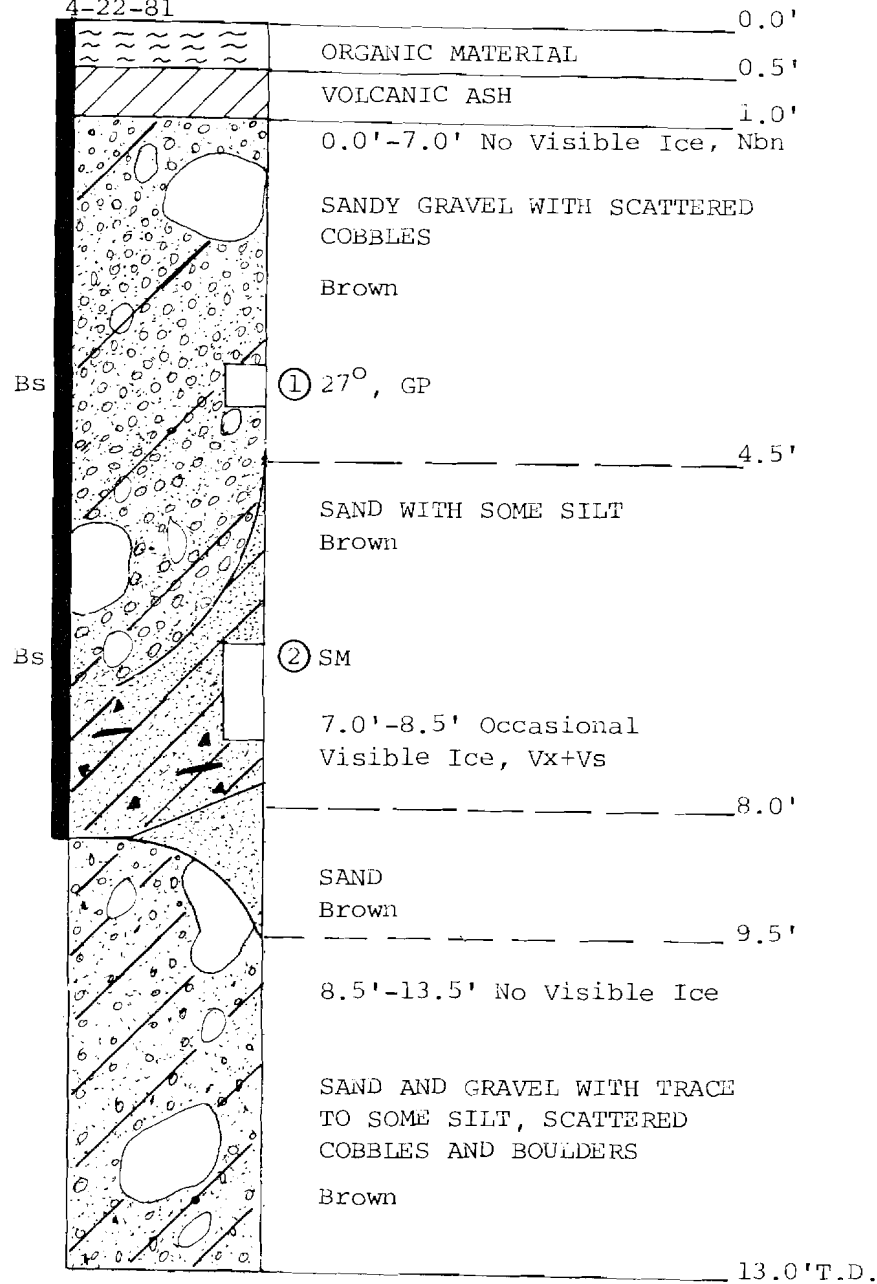 4-22-81
0.0'
ORGANIC MATERIAL
0.5'
VOLCANIC ASH
1.0'
0.0'-7.0' No Visible Ice, Nbn
SANDY GRAVEL WITH SCATTERED
COBBLES
Brown
Bs
① 27°, GP
4.5'
SAND WITH SOME SILT
Brown
Bs
② SM
7.0'-8.5' Occasional
Visible Ice, Vx+Vs
8.0'
SAND
Brown
9.5'
8.5'-13.5' No Visible Ice
SAND AND GRAVEL WITH TRACE
TO SOME SILT, SCATTERED
COBBLES AND BOULDERS
Brown
13.0'T.D.